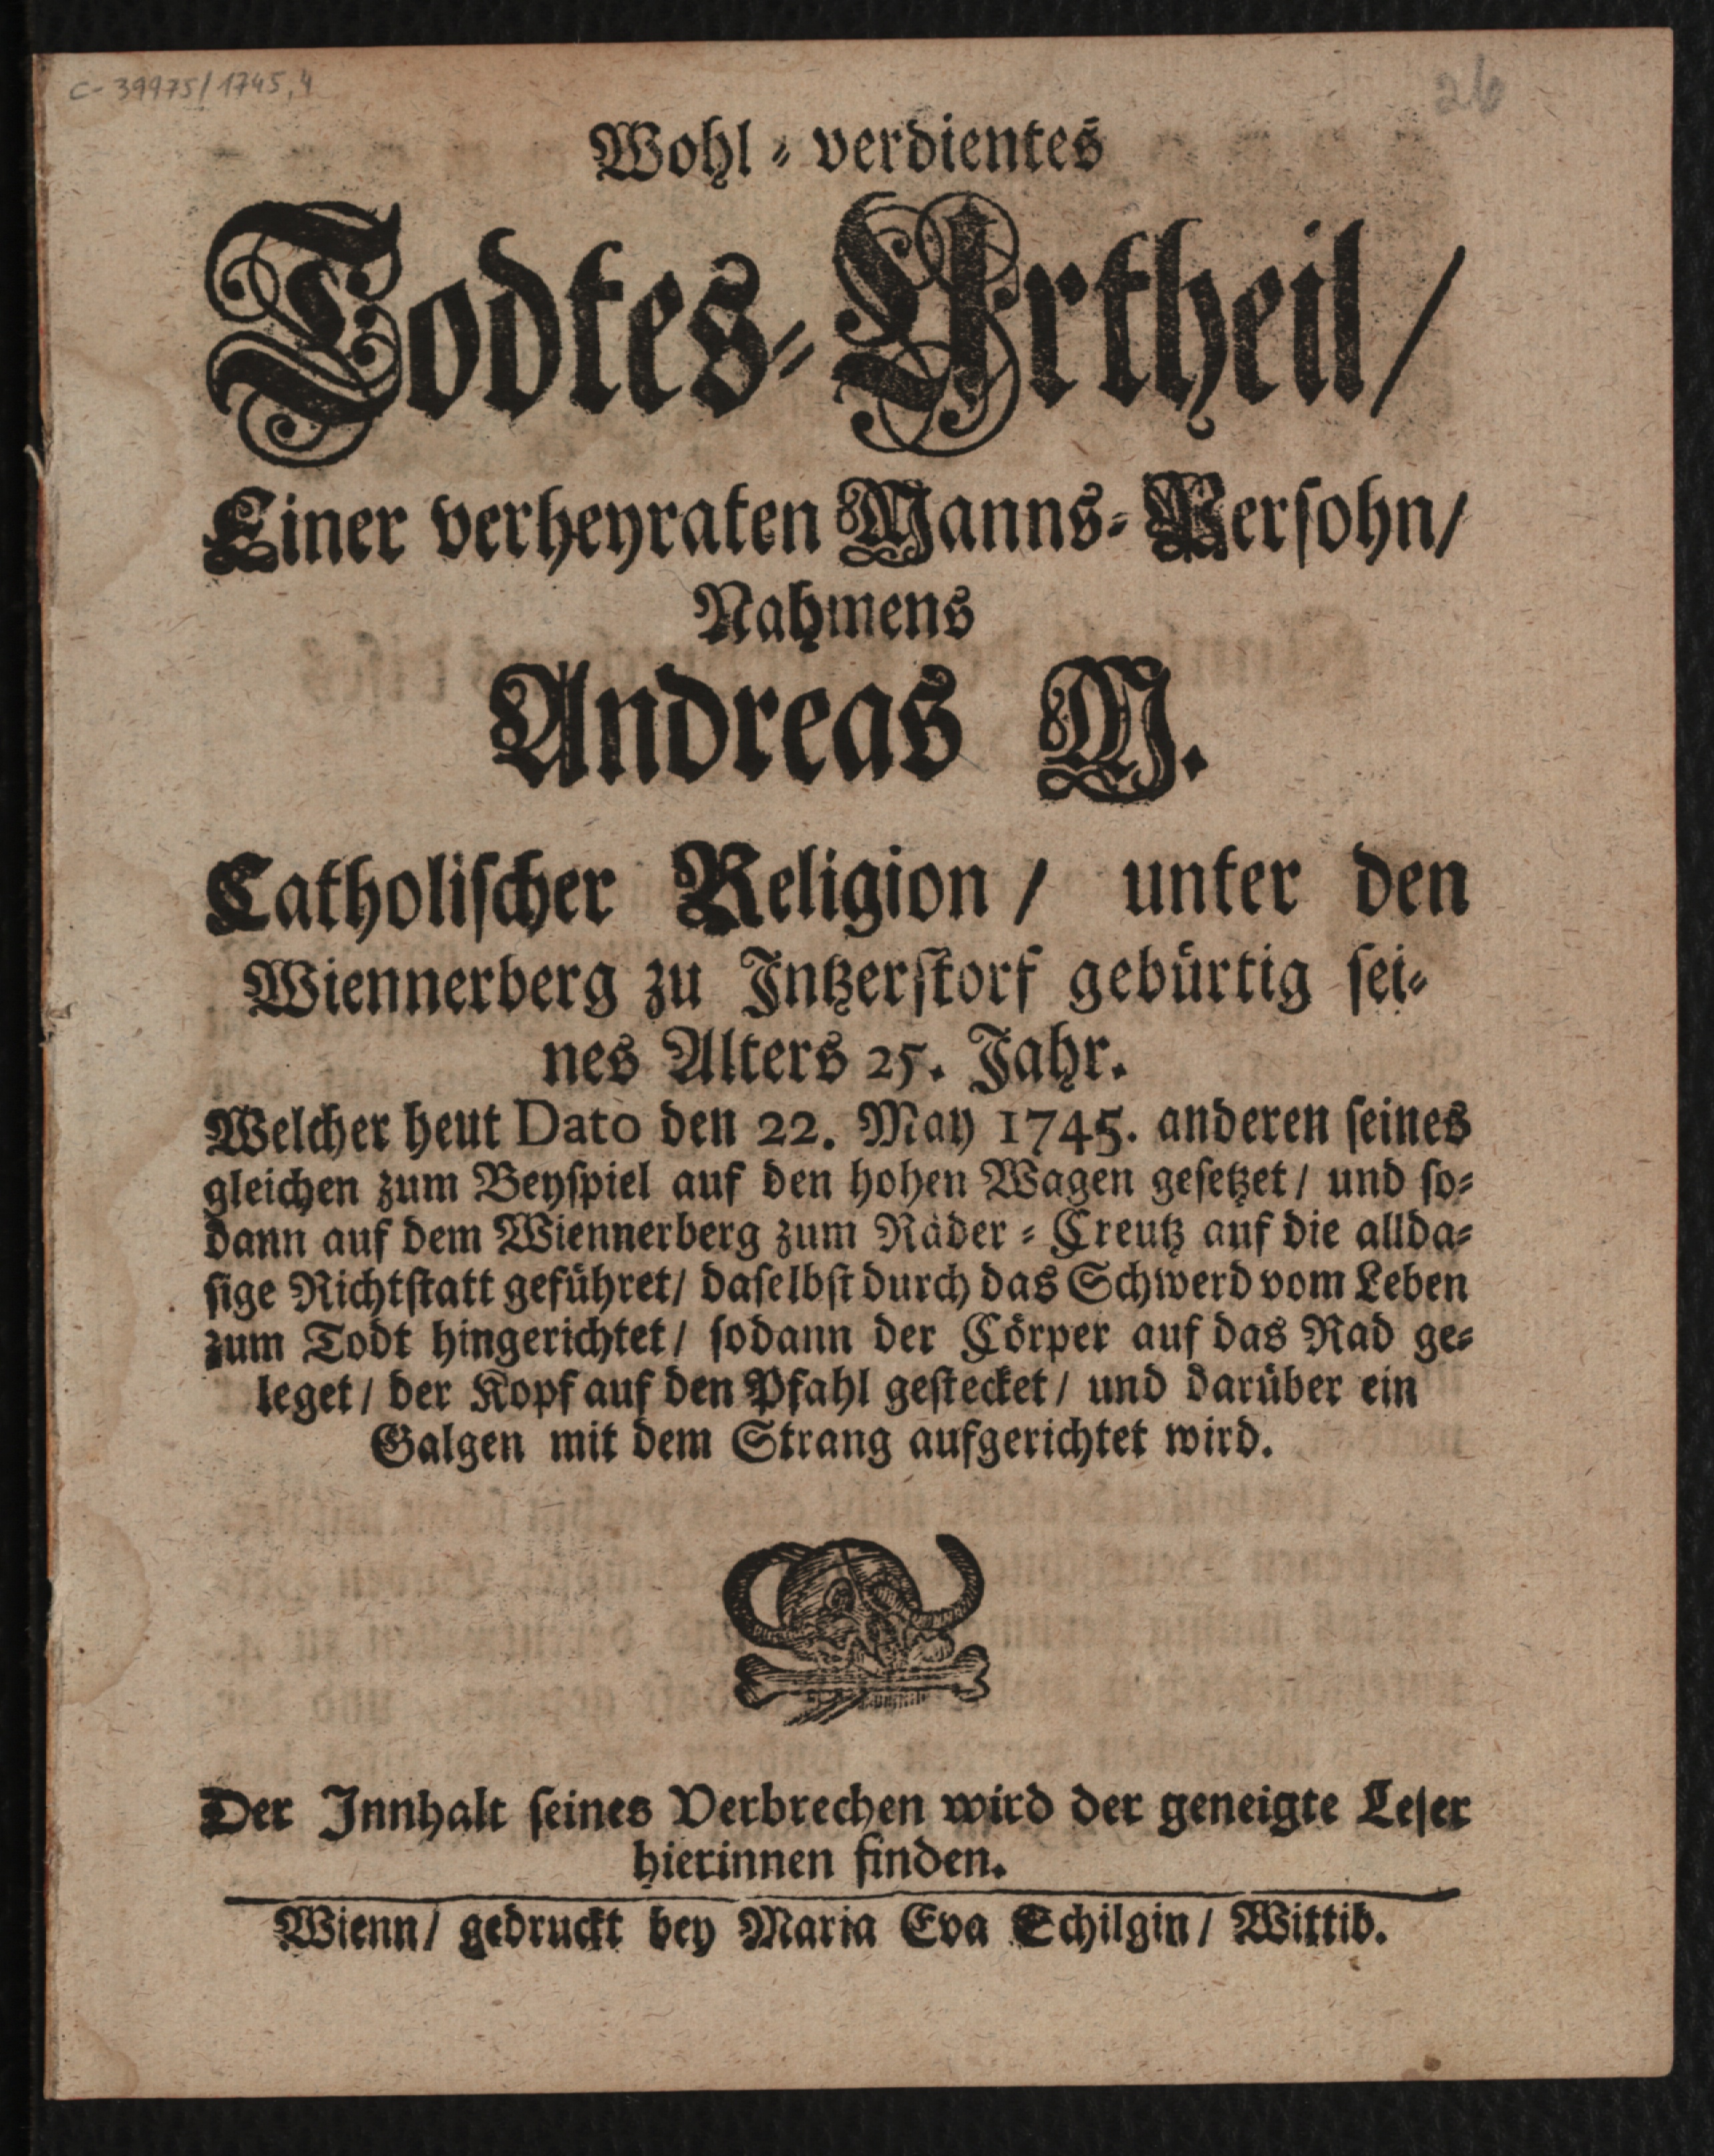 C-39975/1745,4
26
Wohl-verdientes
Todtes-Urtheil/
Einer verheyraten Manns-Persohn/
Nahmens
Andreas M.
Catholischer Religion / unter den
Wiennerberg zu Intzerstorf gebürtig sei-
nes Alters 25. Jahr.
Welcher heut Dato den 22. May 1745. anderen seines
gleichen zum Beyspiel auf den hohen Wagen gesetzet / und so-
dann auf dem Wiennerberg zum Räder-Creutz auf die allda-
sige Richtstatt geführet / daselbst durch das Schwerd vom Leben
zum Todt hingerichtet / sodann der Cörper auf das Rad ge-
leget / der Kopf auf den Pfahl gestecket / und darüber ein
Galgen mit dem Strang aufgerichtet wird.
Der Innhalt seines Verbrechen wird der geneigte Leser
hierinnen finden.
Wienn / gedruckt bey Maria Eva Schilgin / Wittib.